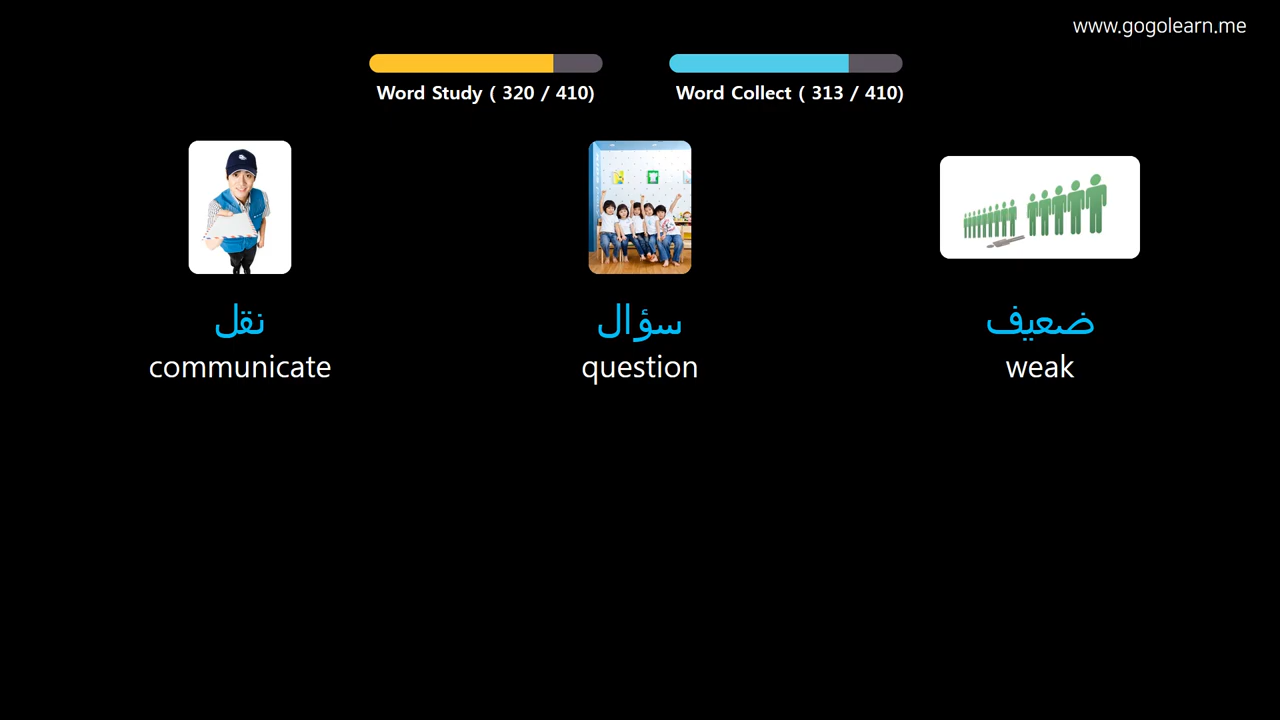 www.gogolearn.me
Word Study ( 320 / 410)
Word Collect ( 313 / 410)
نقل
communicate
سؤال
question
ضعيف
weak